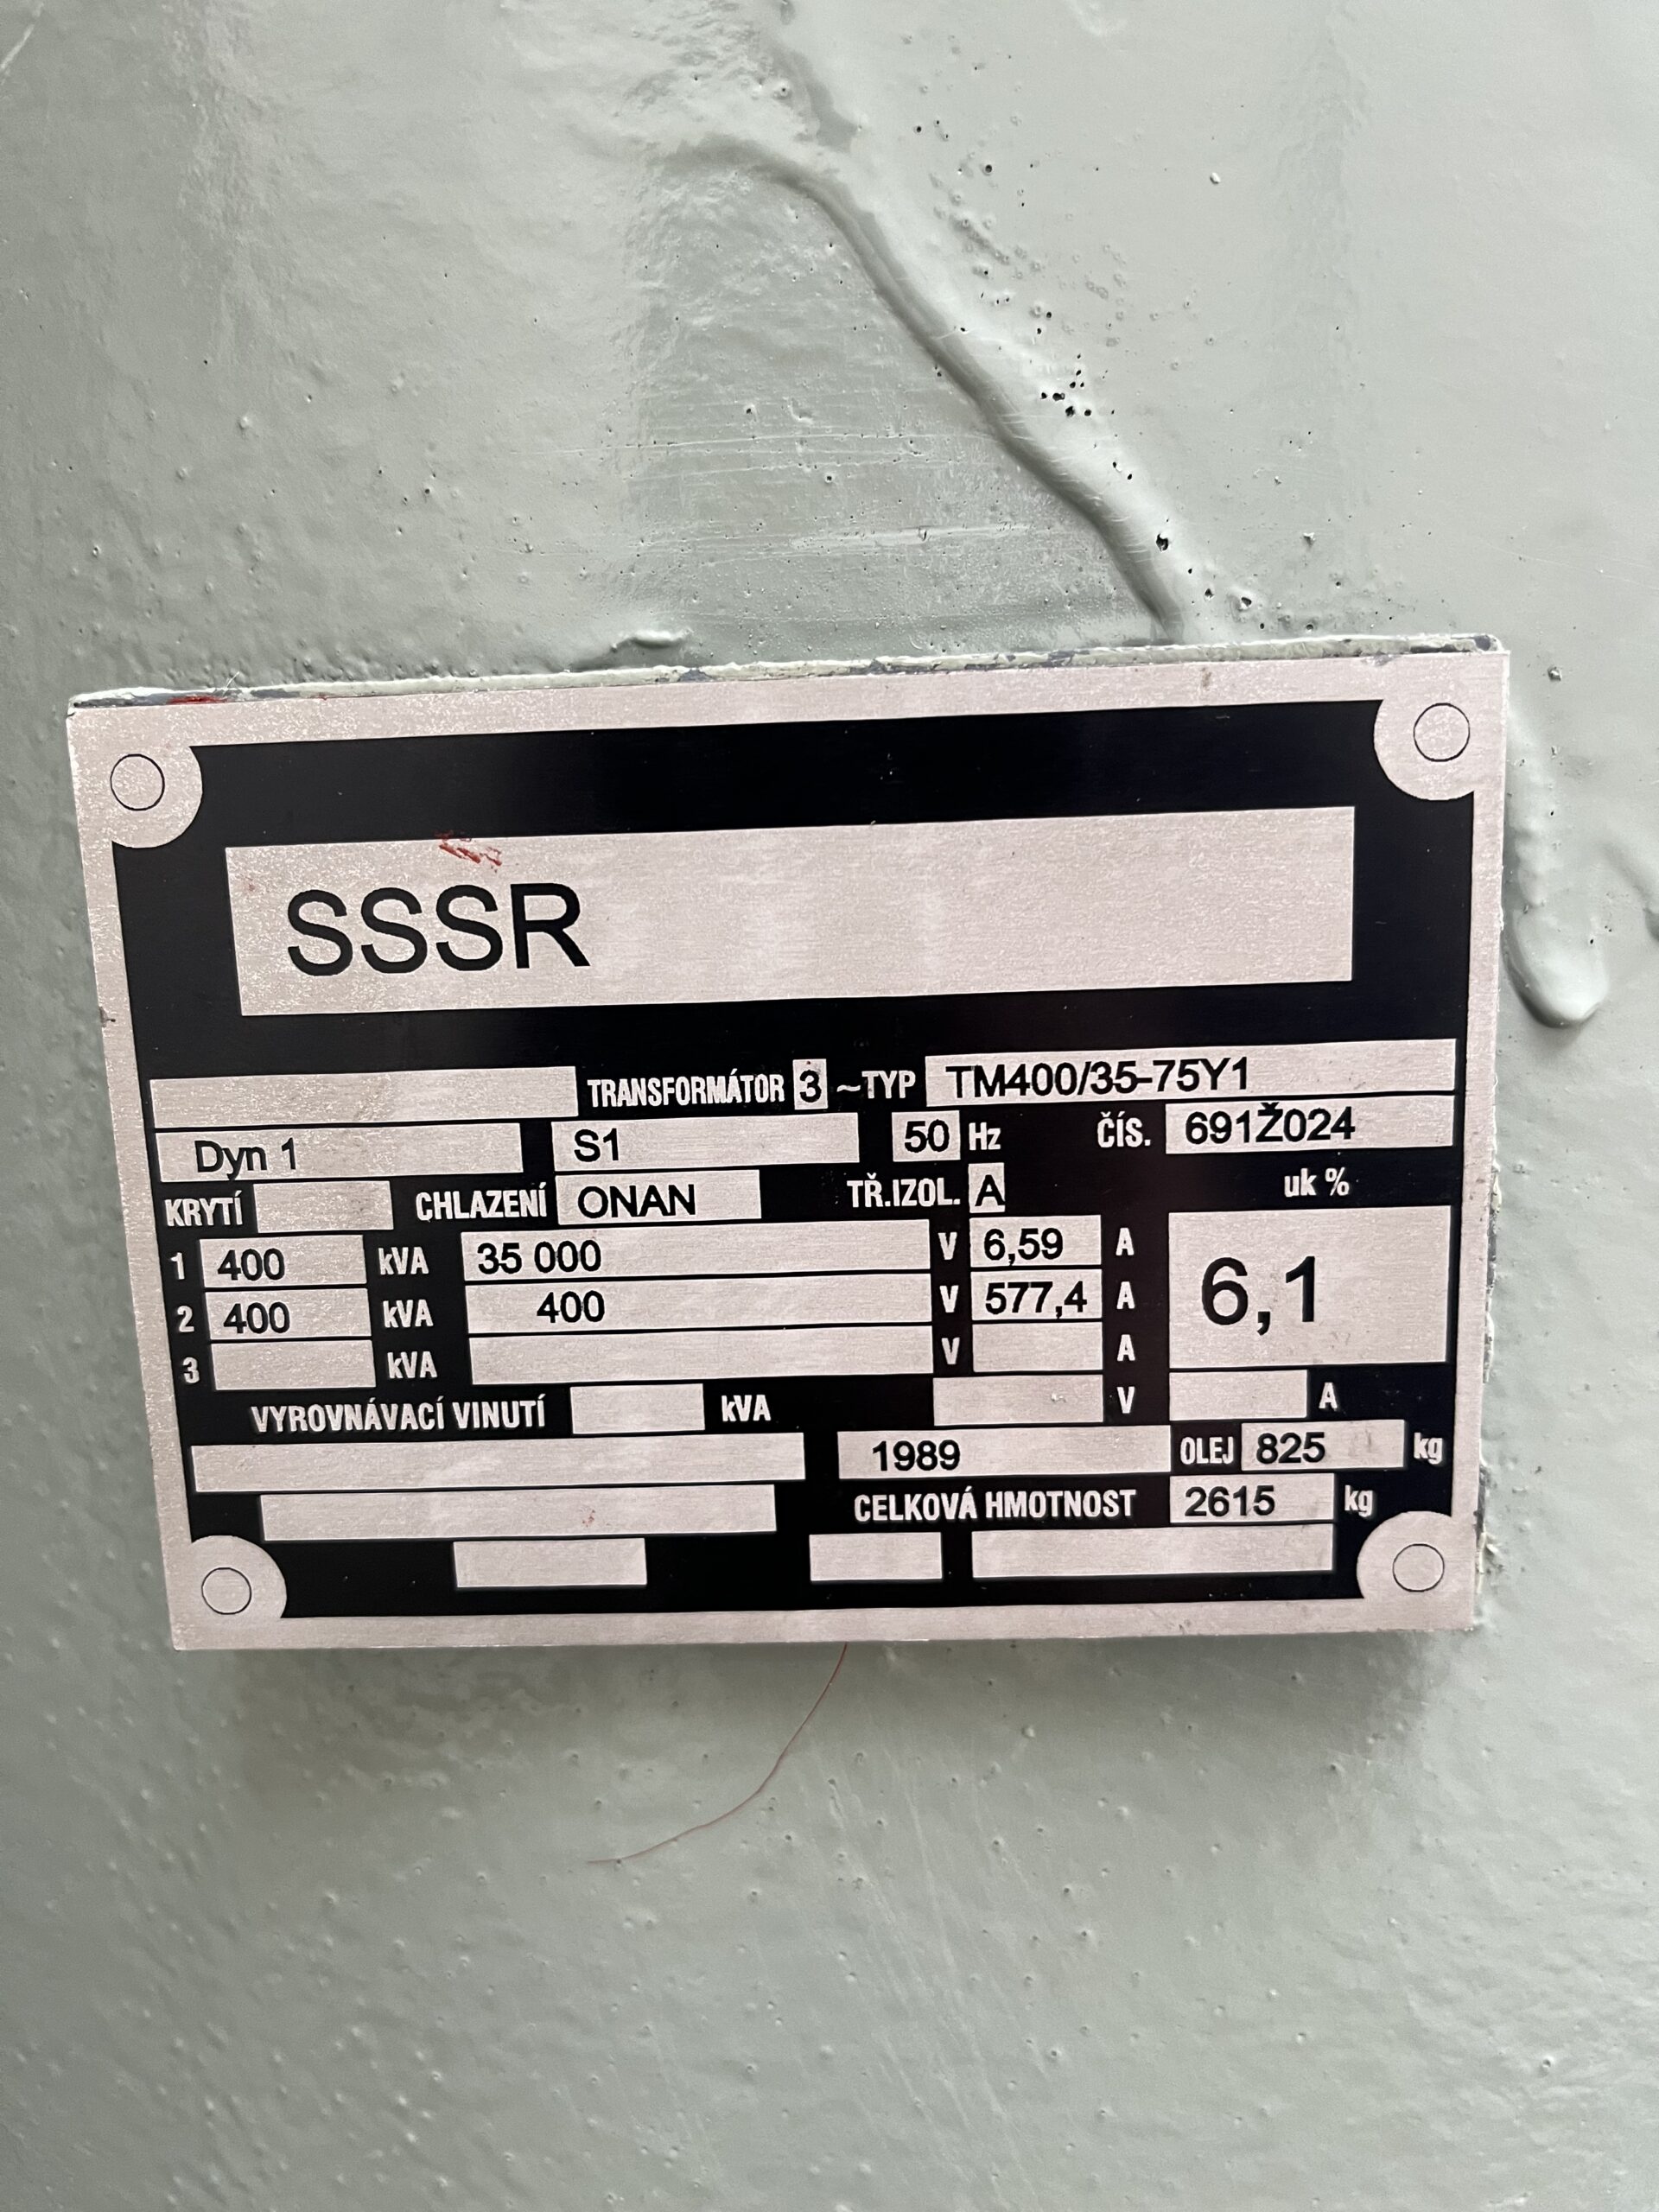 SSSR
TRANSFORMÁTOR 3 ~TYP TM400/35-75Y1
Dyn 1 S1 50 Hz ČÍS. 691Ž024
KRYTÍ CHLAZENÍ ONAN TŘ.IZOL. A uk %
1 400 kVA 35 000 V 6,59 A 6,1
2 400 kVA 400 V 577,4 A
3 kVA V A
VYROVNÁVACÍ VINUTÍ kVA V A
1989 OLEJ 825 kg
CELKOVÁ HMOTNOST 2615 kg